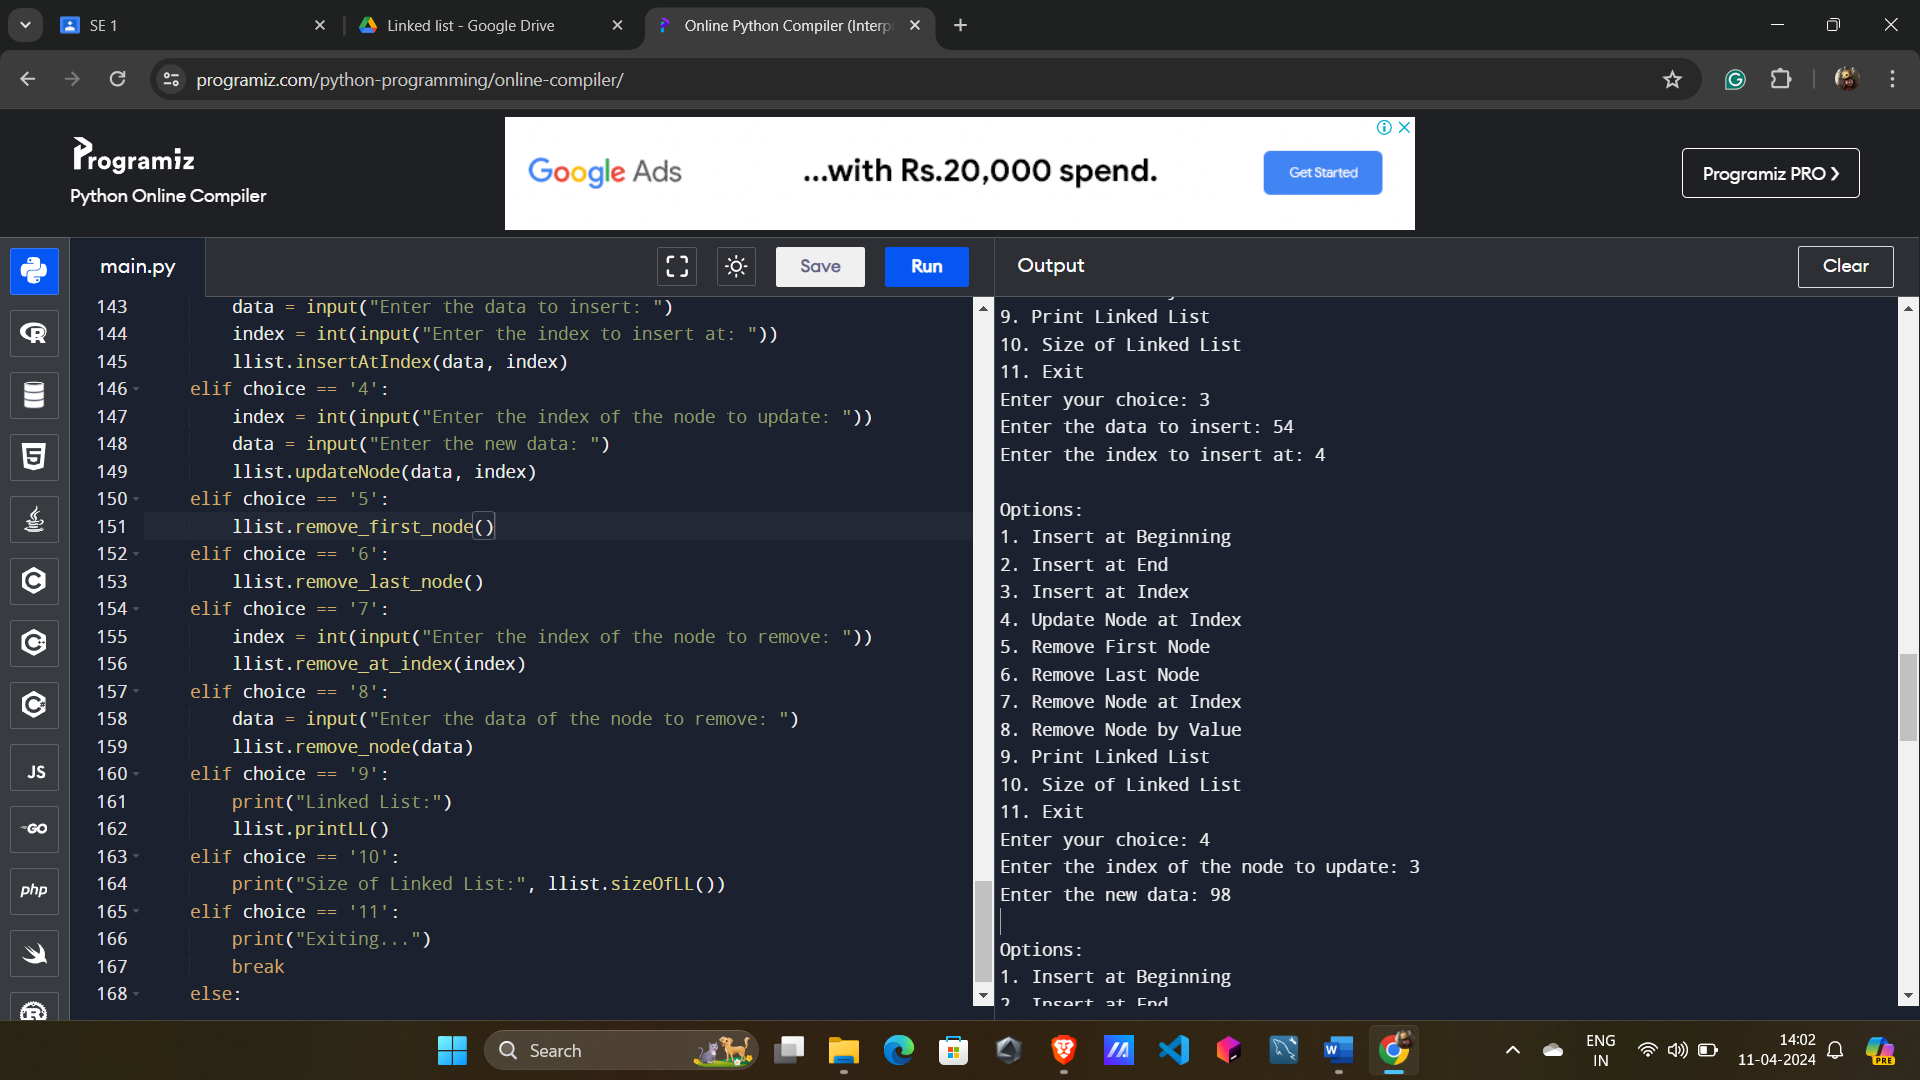 SE 1
Linked list - Google Drive
Online Python Compiler (Interp
programiz.com/python-programming/online-compiler/
Programiz
Python Online Compiler
Google Ads
...with Rs.20,000 spend.
Get Started
Programiz PRO ❯
main.py
Save
Run
Output
Clear
143 data = input("Enter the data to insert: ")
144 index = int(input("Enter the index to insert at: "))
145 llist.insertAtIndex(data, index)
146 elif choice == '4':
147 index = int(input("Enter the index of the node to update: "))
148 data = input("Enter the new data: ")
149 llist.updateNode(data, index)
150 elif choice == '5':
151 llist.remove_first_node()
152 elif choice == '6':
153 llist.remove_last_node()
154 elif choice == '7':
155 index = int(input("Enter the index of the node to remove: "))
156 llist.remove_at_index(index)
157 elif choice == '8':
158 data = input("Enter the data of the node to remove: ")
159 llist.remove_node(data)
160 elif choice == '9':
161 print("Linked List:")
162 llist.printLL()
163 elif choice == '10':
164 print("Size of Linked List:", llist.sizeOfLL())
165 elif choice == '11':
166 print("Exiting...")
167 break
168 else:
9. Print Linked List
10. Size of Linked List
11. Exit
Enter your choice: 3
Enter the data to insert: 54
Enter the index to insert at: 4
Options:
1. Insert at Beginning
2. Insert at End
3. Insert at Index
4. Update Node at Index
5. Remove First Node
6. Remove Last Node
7. Remove Node at Index
8. Remove Node by Value
9. Print Linked List
10. Size of Linked List
11. Exit
Enter your choice: 4
Enter the index of the node to update: 3
Enter the new data: 98
Options:
1. Insert at Beginning
2. Insert at End
JS
GO
php
Search
ENG
IN
14:02
11-04-2024
PRE